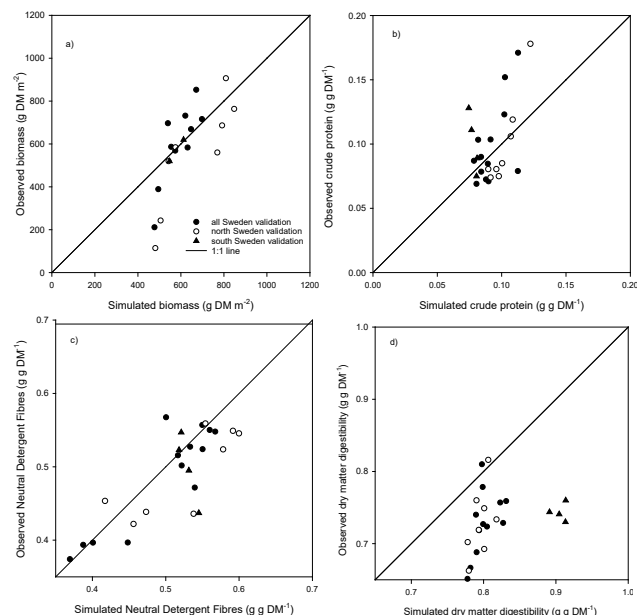 a)
Observed biomass (g DM m⁻²)
1200
1000
800
600
400
200
0
0 200 400 600 800 1000 1200
Simulated biomass (g DM m⁻²)
all Sweden validation
north Sweden validation
south Sweden validation
1:1 line
b)
Observed crude protein (g g DM⁻¹)
0.20
0.15
0.10
0.05
0.00
0.00 0.05 0.10 0.15 0.20
Simulated crude protein (g g DM⁻¹)
c)
Observed Neutral Detergent Fibres (g g DM⁻¹)
0.7
0.6
0.5
0.4
0.4 0.5 0.6 0.7
Simulated Neutral Detergent Fibres (g g DM⁻¹)
d)
Observed dry matter digestibility (g g DM⁻¹)
1.0
0.9
0.8
0.7
0.7 0.8 0.9 1.0
Simulated dry matter digestibility (g g DM⁻¹)